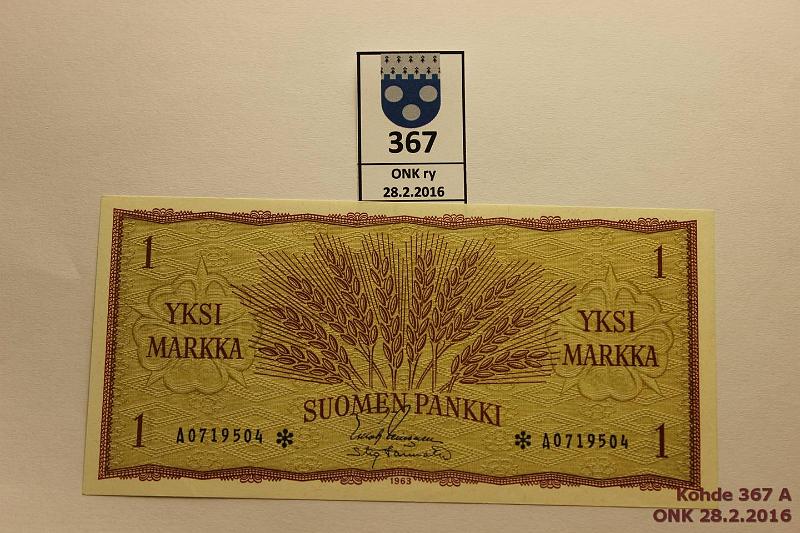 367
ONK ry
28.2.2016
1
1
YKSI
MARKKA
YKSI
MARKKA
SUOMEN PANKKI
1
A0719504 *
* A0719504
1
1963
Kohde 367 A
ONK 28.2.2016